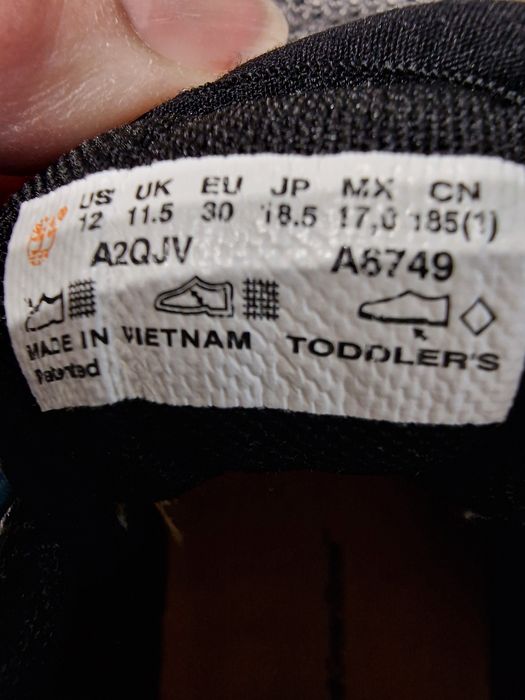 US UK EU JP MX CN
12 11.5 30 18.5 17,0 185(1)
A2QJV A6749
MADE IN VIETNAM TODDLER'S
Patented